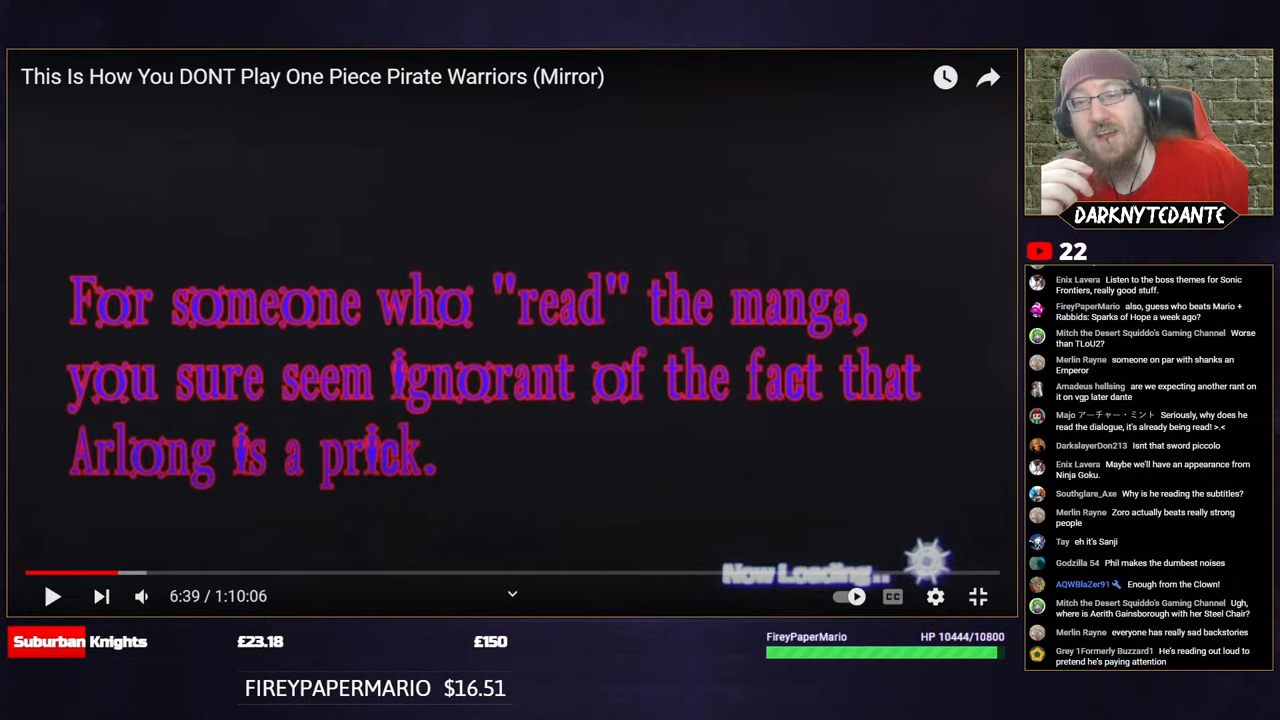 This Is How You DONT Play One Piece Pirate Warriors (Mirror)
For someone who "read" the manga,
you sure seem ignorant of the fact that
Arlong is a prick.
Now Loading..
6:39 / 1:10:06
CC
DARKNYTEDANTE
22
Enix Lavera Listen to the boss themes for Sonic
Frontiers, really good stuff.
FireyPaperMario also, guess who beats Mario +
Rabbids: Sparks of Hope a week ago?
Mitch the Desert Squiddo's Gaming Channel Worse
than TLoU2?
Merlin Rayne someone on par with shanks an
Emperor
Amadeus hellsing are we expecting another rant on
it on vgp later dante
Majo アーチャー・ミント Seriously, why does he
read the dialogue, it's already being read! >.<
DarkslayerDon213 Isnt that sword piccolo
Enix Lavera Maybe we'll have an appearance from
Ninja Goku.
Southglare_Axe Why is he reading the subtitles?
Merlin Rayne Zoro actually beats really strong
people
Tay eh it's Sanji
Godzilla 54 Phil makes the dumbest noises
AQWBlaZer91 Enough from the Clown!
Mitch the Desert Squiddo's Gaming Channel Ugh,
where is Aerith Gainsborough with her Steel Chair?
Merlin Rayne everyone has really sad backstories
Grey 1Formerly Buzzard1 He's reading out loud to
pretend he's paying attention
Suburban Knights £23.18 £150
FireyPaperMario HP 10444/10800
FIREYPAPERMARIO $16.51